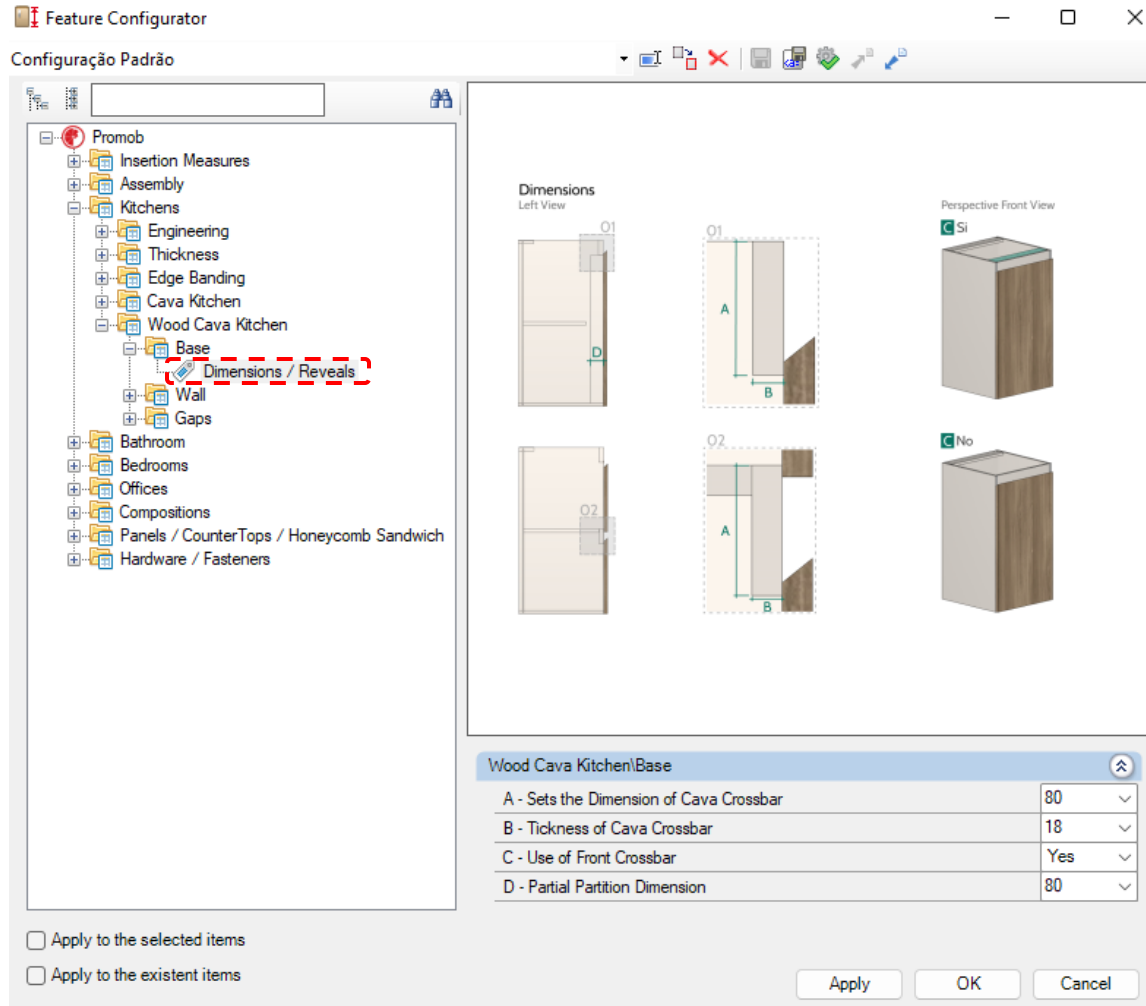 Feature Configurator
Configuração Padrão
Promob
Insertion Measures
Assembly
Kitchens
Engineering
Thickness
Edge Banding
Cava Kitchen
Wood Cava Kitchen
Base
Dimensions / Reveals
Wall
Gaps
Bathroom
Bedrooms
Offices
Compositions
Panels / CounterTops / Honeycomb Sandwich
Hardware / Fasteners
Dimensions
Left View
O1
D
O1
A
B
Perspective Front View
C Si
O2
O2
A
B
C No
Wood Cava Kitchen\Base
A - Sets the Dimension of Cava Crossbar 80
B - Tickness of Cava Crossbar 18
C - Use of Front Crossbar Yes
D - Partial Partition Dimension 80
Apply to the selected items
Apply to the existent items
Apply OK Cancel